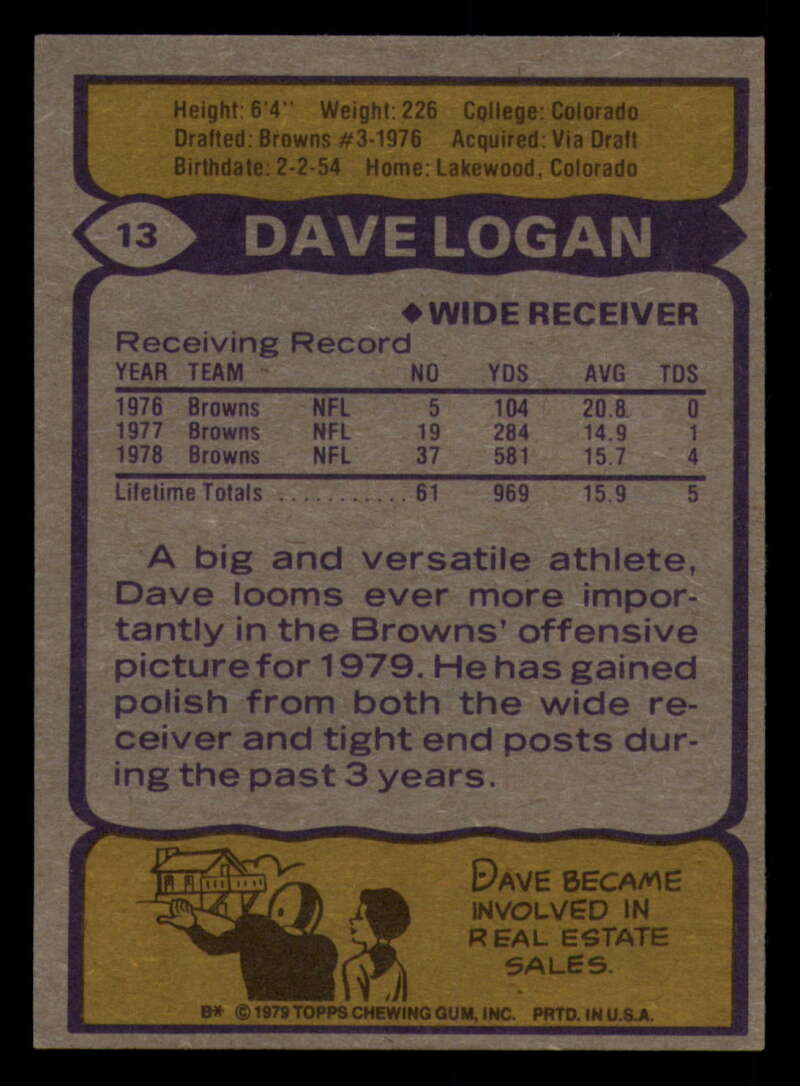 Height: 6'4" Weight: 226 College: Colorado
Drafted: Browns #3-1976 Acquired: Via Draft
Birthdate: 2-2-54 Home: Lakewood, Colorado
13 DAVE LOGAN
◆ WIDE RECEIVER
Receiving Record
YEAR TEAM NO YDS AVG TDS
1976 Browns NFL 5 104 20.8 0
1977 Browns NFL 19 284 14.9 1
1978 Browns NFL 37 581 15.7 4
Lifetime Totals ........... 61 969 15.9 5
A big and versatile athlete,
Dave looms ever more impor-
tantly in the Browns' offensive
picture for 1979. He has gained
polish from both the wide re-
ceiver and tight end posts dur-
ing the past 3 years.
DAVE BECAME
INVOLVED IN
REAL ESTATE
SALES.
B* © 1979 TOPPS CHEWING GUM, INC. PRTD. IN U.S.A.